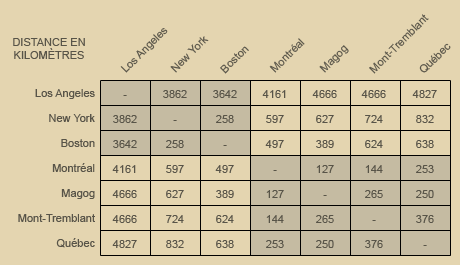 DISTANCE EN
KILOMÈTRES
Los Angeles New York Boston Montréal Magog Mont-Tremblant Québec
Los Angeles - 3862 3642 4161 4666 4666 4827
New York 3862 - 258 597 627 724 832
Boston 3642 258 - 497 389 624 638
Montréal 4161 597 497 - 127 144 253
Magog 4666 627 389 127 - 265 250
Mont-Tremblant 4666 724 624 144 265 - 376
Québec 4827 832 638 253 250 376 -